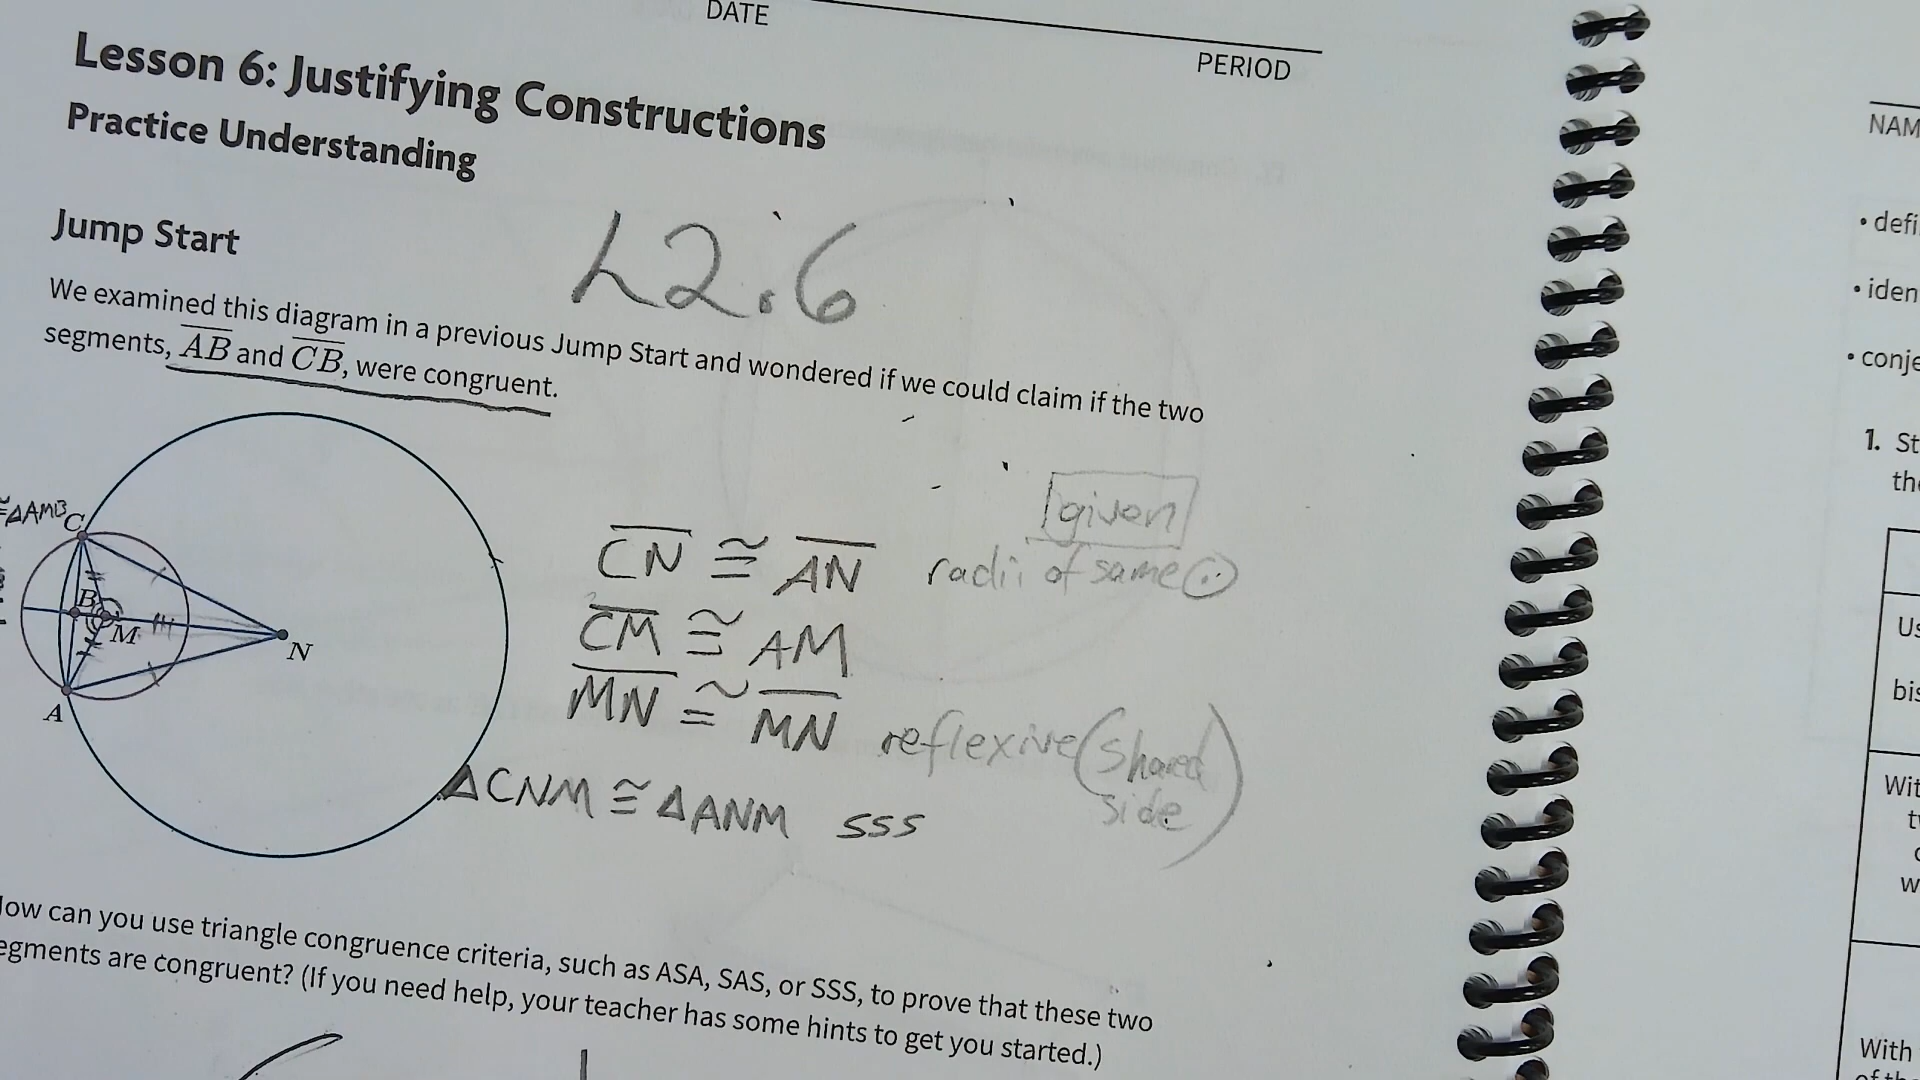 DATE
PERIOD
Lesson 6: Justifying Constructions
Practice Understanding
Jump Start
L2.6
We examined this diagram in a previous Jump Start and wondered if we could claim if the two
segments, AB and CB, were congruent.
≅△AMB
C
B
M
N
A
given
CN ≅ AN radii of same
CM ≅ AM
MN ≅ MN reflexive (shared
side)
△CNM ≅ △ANM SSS
How can you use triangle congruence criteria, such as ASA, SAS, or SSS, to prove that these two
segments are congruent? (If you need help, your teacher has some hints to get you started.)
NAM
• defi
• iden
• conje
1. St
the
Us
bis
Wit
t
w
With